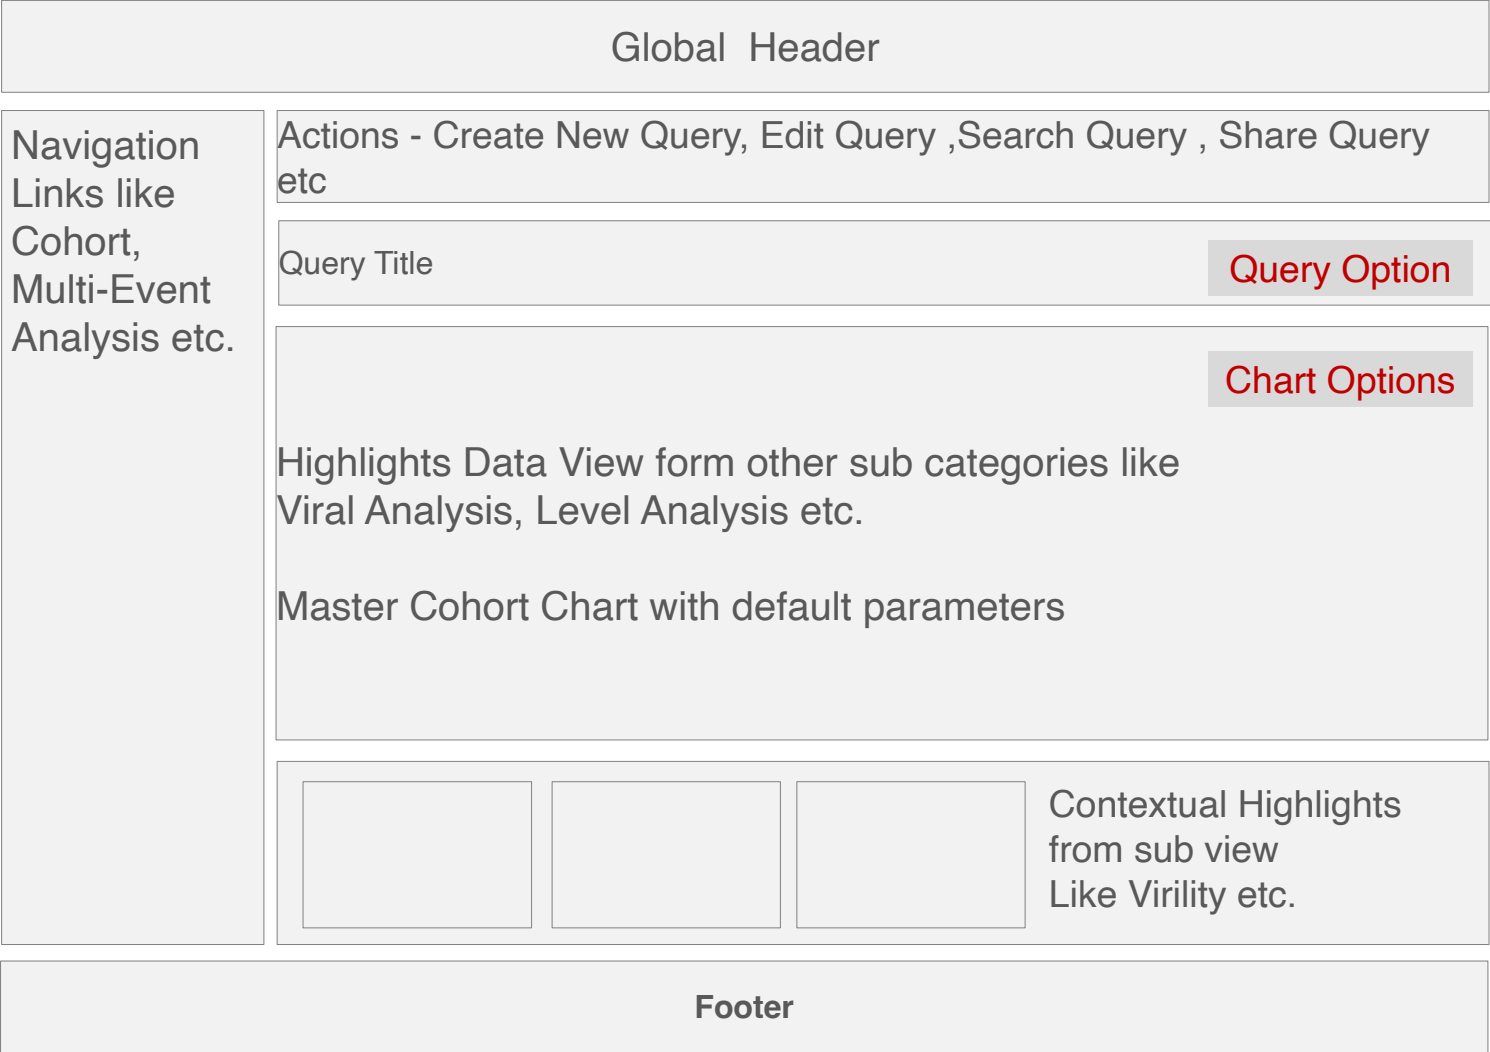 Global  Header
Navigation
Links like
Cohort,
Multi-Event
Analysis etc.
Actions - Create New Query, Edit Query ,Search Query , Share Query
etc
Query Title
Query Option
Chart Options
Highlights Data View form other sub categories like
Viral Analysis, Level Analysis etc.
Master Cohort Chart with default parameters
Contextual Highlights
from sub view
Like Virility etc.
Footer